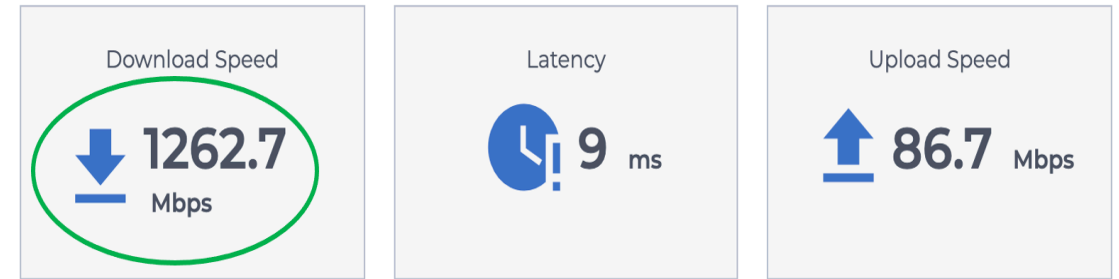 Download Speed
1262.7
Mbps
Latency
9 ms
Upload Speed
86.7 Mbps